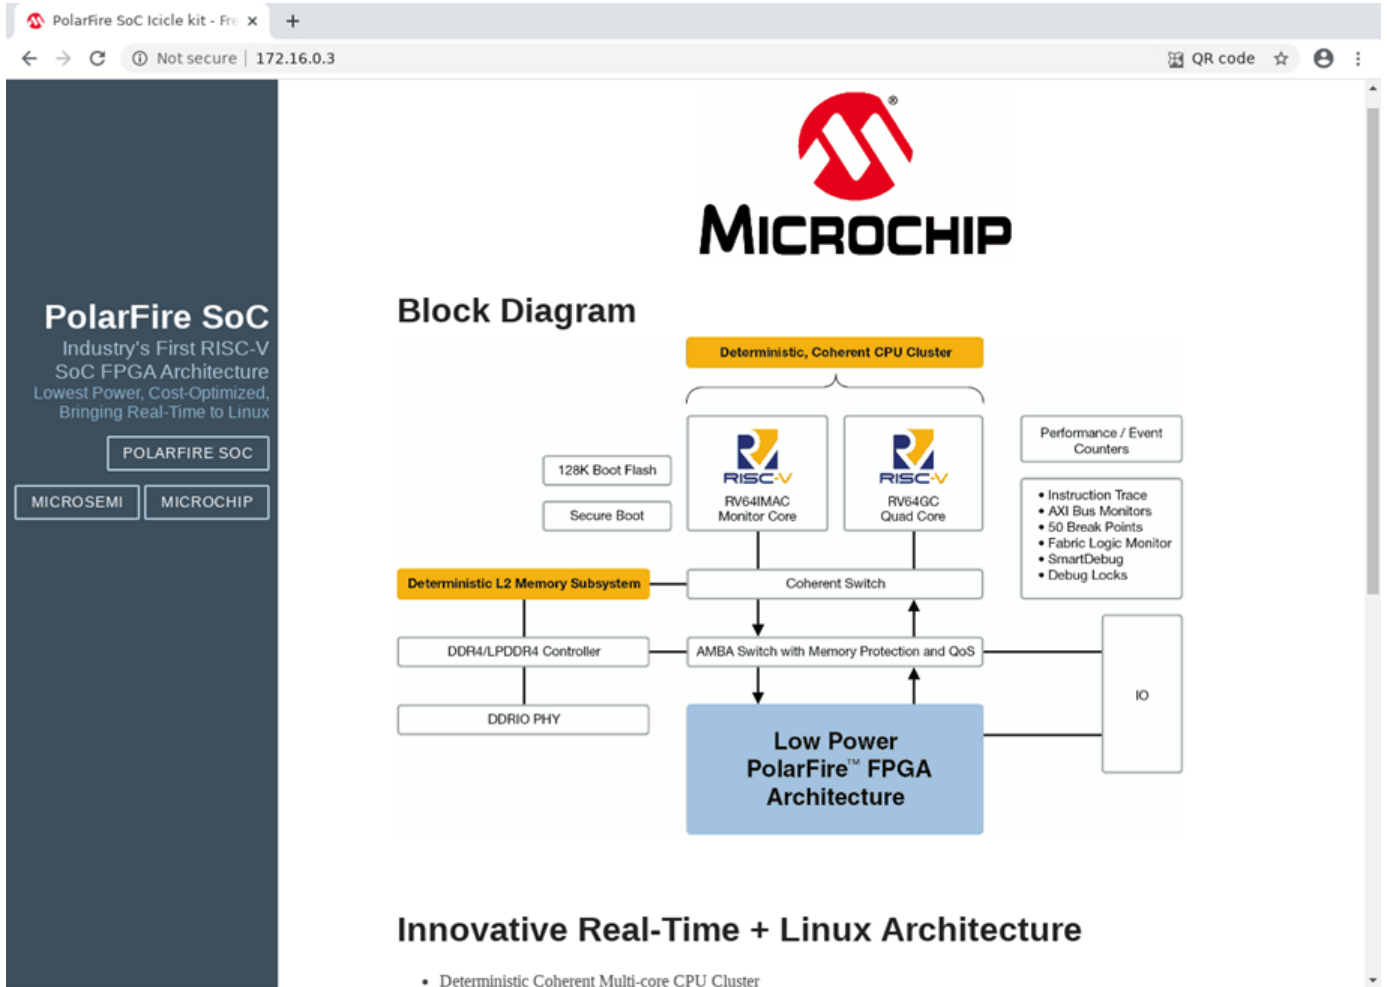 PolarFire SoC Icicle kit - Fre
Not secure | 172.16.0.3
QR code
PolarFire SoC
Industry's First RISC-V
SoC FPGA Architecture
Lowest Power, Cost-Optimized,
Bringing Real-Time to Linux
POLARFIRE SOC
MICROSEMI
MICROCHIP
MICROCHIP
®
Block Diagram
Deterministic, Coherent CPU Cluster
128K Boot Flash
Secure Boot
RISC-V
RV64IMAC
Monitor Core
RISC-V
RV64GC
Quad Core
Performance / Event
Counters
• Instruction Trace
• AXI Bus Monitors
• 50 Break Points
• Fabric Logic Monitor
• SmartDebug
• Debug Locks
Deterministic L2 Memory Subsystem
Coherent Switch
DDR4/LPDDR4 Controller
AMBA Switch with Memory Protection and QoS
IO
DDRIO PHY
Low Power
PolarFire™ FPGA
Architecture
Innovative Real-Time + Linux Architecture
• Deterministic Coherent Multi-core CPU Cluster